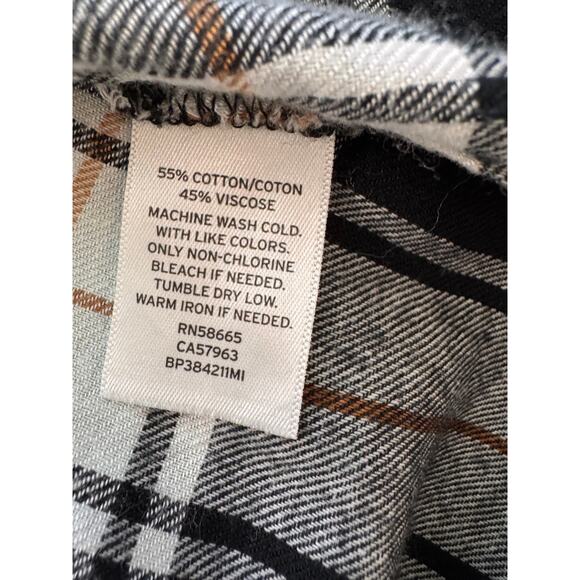 55% COTTON/COTON
45% VISCOSE
MACHINE WASH COLD.
WITH LIKE COLORS.
ONLY NON-CHLORINE
BLEACH IF NEEDED.
TUMBLE DRY LOW.
WARM IRON IF NEEDED.
RN58665
CA57963
BP384211MI